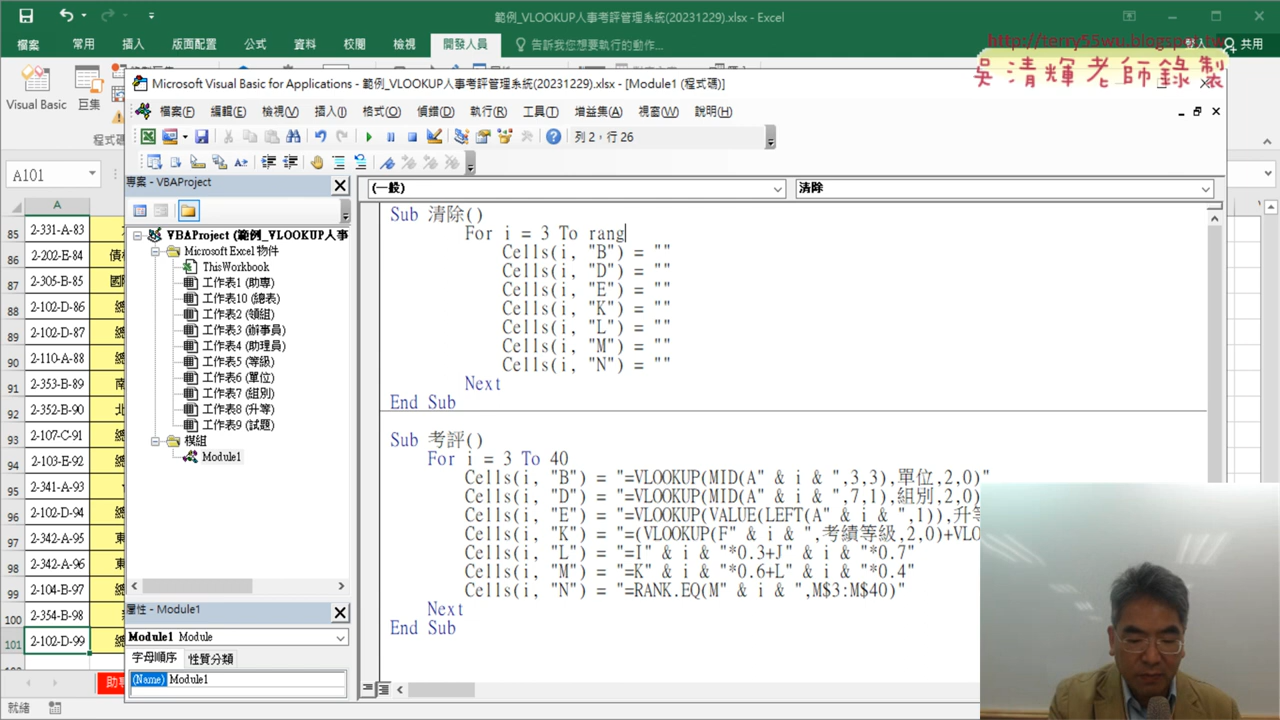 範例_VLOOKUP人事考評管理系統(20231229).xlsx - Excel
檔案 常用 插入 版面配置 公式 資料 校閱 檢視 開發人員 告訴我您想要執行的動作... 登入 共用
http://terry55wu.blogspot.tw
吳清輝老師錄製
Visual Basic 巨集
Microsoft Visual Basic for Applications - 範例_VLOOKUP人事考評管理系統(20231229).xlsx - [Module1 (程式碼)]
檔案(F) 編輯(E) 檢視(V) 插入(I) 格式(O) 偵錯(D) 執行(R) 工具(T) 增益集(A) 視窗(W) 說明(H)
列 2，行 26
A101
專案 - VBAProject
(一般) 清除
VBAProject (範例_VLOOKUP人事
Microsoft Excel 物件
ThisWorkbook
工作表1 (助專)
工作表10 (總表)
工作表2 (領組)
工作表3 (辦事員)
工作表4 (助理員)
工作表5 (等級)
工作表6 (單位)
工作表7 (組別)
工作表8 (升等)
工作表9 (試題)
模組
Module1
屬性 - Module1
Module1 Module
字母順序 性質分類
(Name) Module1
A
85 2-331-A-83
86 2-202-E-84
87 2-305-B-85
88 2-102-D-86
89 2-102-D-87
90 2-110-A-88
91 2-353-B-89
92 2-352-B-90
93 2-107-C-91
94 2-103-E-92
95 2-341-A-93
96 2-102-D-94
97 2-342-A-95
98 2-342-A-96
99 2-104-B-97
100 2-354-B-98
101 2-102-D-99
助專
就緒
Sub 清除()
For i = 3 To rang
Cells(i, "B") = ""
Cells(i, "D") = ""
Cells(i, "E") = ""
Cells(i, "K") = ""
Cells(i, "L") = ""
Cells(i, "M") = ""
Cells(i, "N") = ""
Next
End Sub
Sub 考評()
For i = 3 To 40
Cells(i, "B") = "=VLOOKUP(MID(A" & i & ",3,3),單位,2,0)"
Cells(i, "D") = "=VLOOKUP(MID(A" & i & ",7,1),組別,2,0)"
Cells(i, "E") = "=VLOOKUP(VALUE(LEFT(A" & i & ",1)),升等
Cells(i, "K") = "=(VLOOKUP(F" & i & ",考績等級,2,0)+VLO
Cells(i, "L") = "=I" & i & "*0.3+J" & i & "*0.7"
Cells(i, "M") = "=K" & i & "*0.6+L" & i & "*0.4"
Cells(i, "N") = "=RANK.EQ(M" & i & ",M$3:M$40)"
Next
End Sub